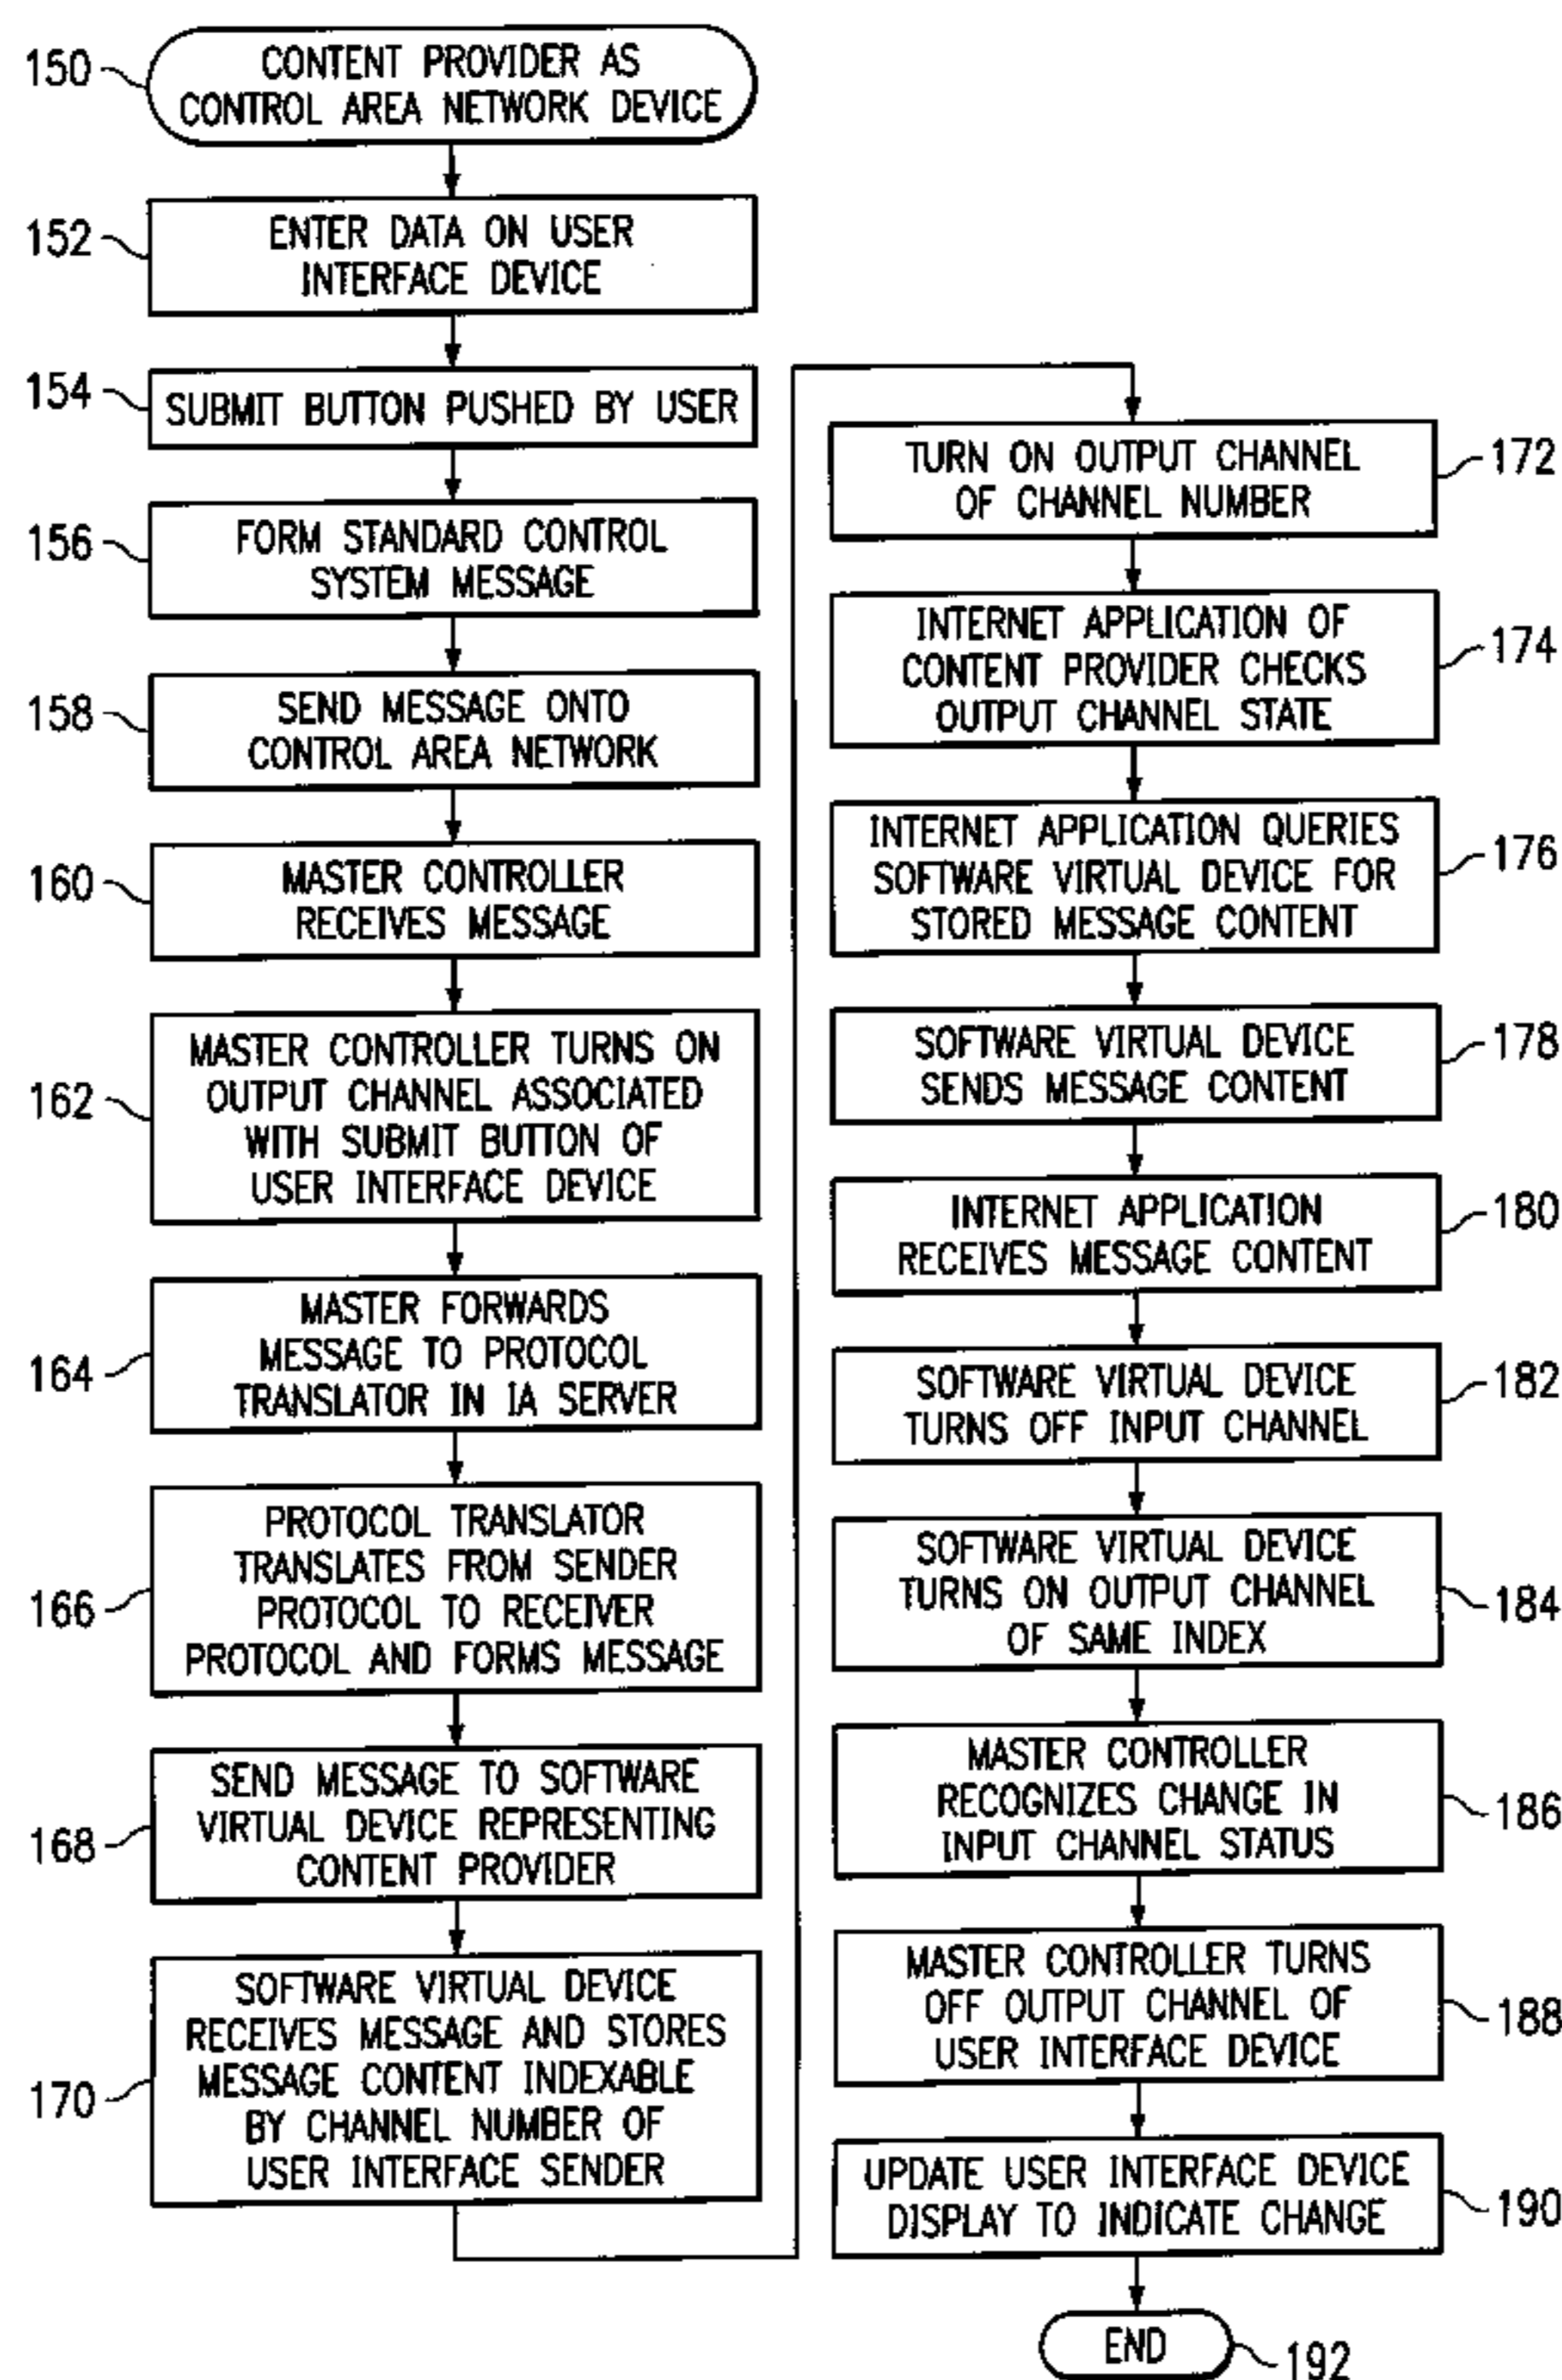 150
CONTENT PROVIDER AS
CONTROL AREA NETWORK DEVICE
152
ENTER DATA ON USER
INTERFACE DEVICE
154
SUBMIT BUTTON PUSHED BY USER
156
FORM STANDARD CONTROL
SYSTEM MESSAGE
158
SEND MESSAGE ONTO
CONTROL AREA NETWORK
160
MASTER CONTROLLER
RECEIVES MESSAGE
162
MASTER CONTROLLER TURNS ON
OUTPUT CHANNEL ASSOCIATED
WITH SUBMIT BUTTON OF
USER INTERFACE DEVICE
164
MASTER FORWARDS
MESSAGE TO PROTOCOL
TRANSLATOR IN IA SERVER
166
PROTOCOL TRANSLATOR
TRANSLATES FROM SENDER
PROTOCOL TO RECEIVER
PROTOCOL AND FORMS MESSAGE
168
SEND MESSAGE TO SOFTWARE
VIRTUAL DEVICE REPRESENTING
CONTENT PROVIDER
170
SOFTWARE VIRTUAL DEVICE
RECEIVES MESSAGE AND STORES
MESSAGE CONTENT INDEXABLE
BY CHANNEL NUMBER OF
USER INTERFACE SENDER
TURN ON OUTPUT CHANNEL
OF CHANNEL NUMBER
172
INTERNET APPLICATION OF
CONTENT PROVIDER CHECKS
OUTPUT CHANNEL STATE
174
INTERNET APPLICATION QUERIES
SOFTWARE VIRTUAL DEVICE FOR
STORED MESSAGE CONTENT
176
SOFTWARE VIRTUAL DEVICE
SENDS MESSAGE CONTENT
178
INTERNET APPLICATION
RECEIVES MESSAGE CONTENT
180
SOFTWARE VIRTUAL DEVICE
TURNS OFF INPUT CHANNEL
182
SOFTWARE VIRTUAL DEVICE
TURNS ON OUTPUT CHANNEL
OF SAME INDEX
184
MASTER CONTROLLER
RECOGNIZES CHANGE IN
INPUT CHANNEL STATUS
186
MASTER CONTROLLER TURNS
OFF OUTPUT CHANNEL OF
USER INTERFACE DEVICE
188
UPDATE USER INTERFACE DEVICE
DISPLAY TO INDICATE CHANGE
190
END
192